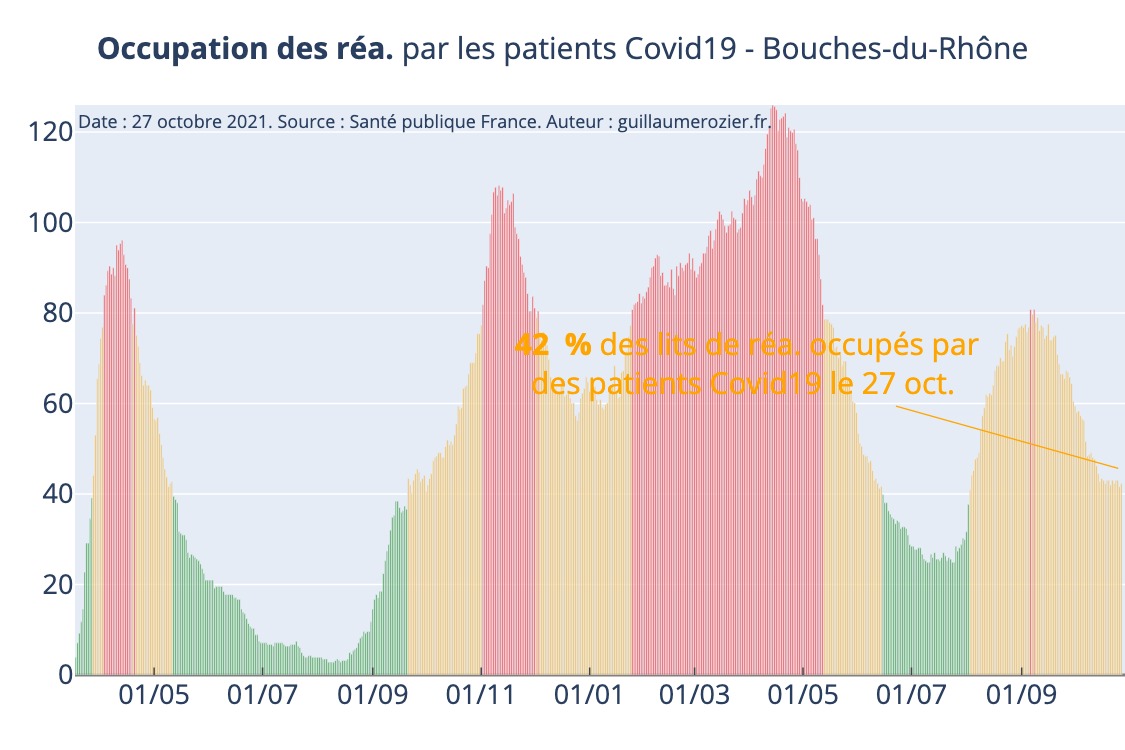 Occupation des réa. par les patients Covid19 - Bouches-du-Rhône
Date : 27 octobre 2021. Source : Santé publique France. Auteur : guillaumerozier.fr.
120
100
80
60
40
20
0
42 % des lits de réa. occupés par
des patients Covid19 le 27 oct.
01/05 01/07 01/09 01/11 01/01 01/03 01/05 01/07 01/09